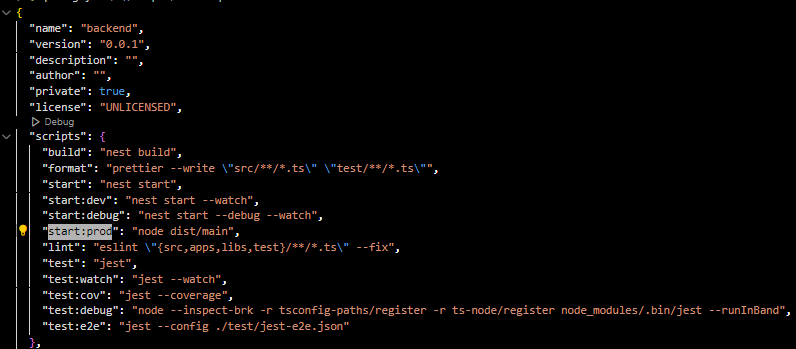 {
"name": "backend",
"version": "0.0.1",
"description": "",
"author": "",
"private": true,
"license": "UNLICENSED",
Debug
"scripts": {
"build": "nest build",
"format": "prettier --write \"src/**/*.ts\" \"test/**/*.ts\"",
"start": "nest start",
"start:dev": "nest start --watch",
"start:debug": "nest start --debug --watch",
"start:prod": "node dist/main",
"lint": "eslint \"{src,apps,libs,test}/**/*.ts\" --fix",
"test": "jest",
"test:watch": "jest --watch",
"test:cov": "jest --coverage",
"test:debug": "node --inspect-brk -r tsconfig-paths/register -r ts-node/register node_modules/.bin/jest --runInBand",
"test:e2e": "jest --config ./test/jest-e2e.json"
},